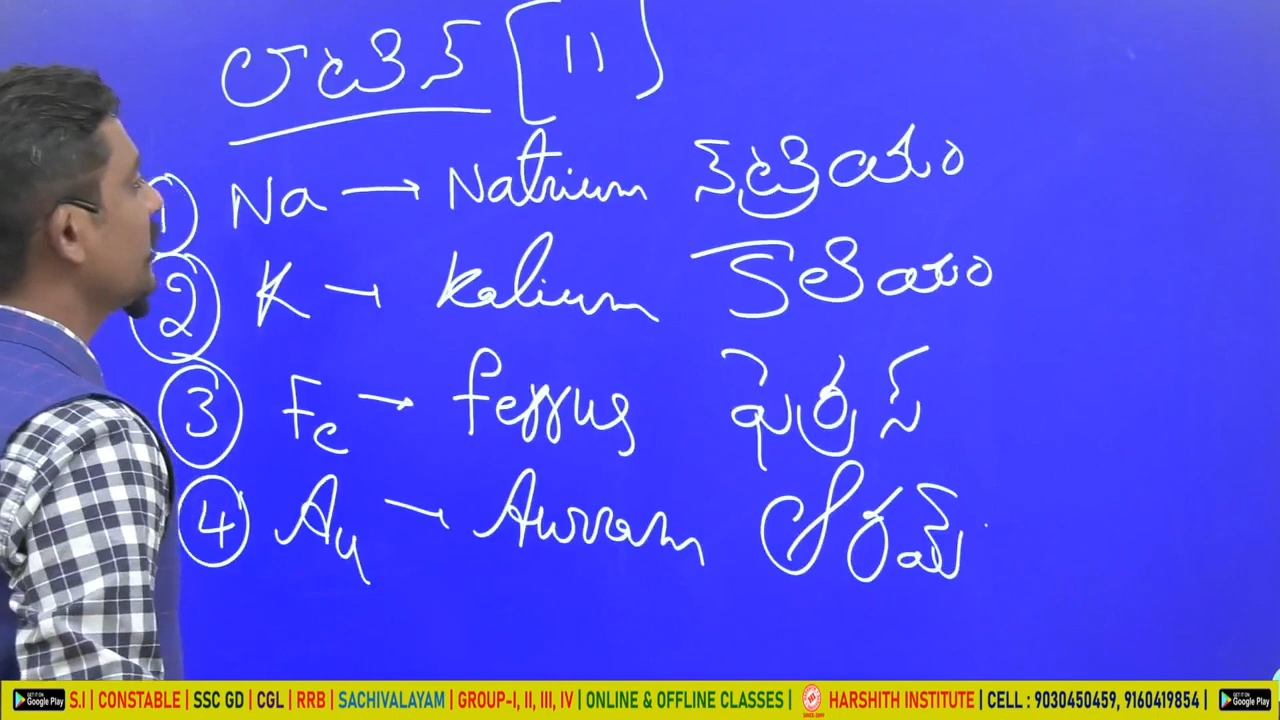 లాటిన్ [11]
① Na → Natrium నేట్రియం
② K → Kalium కాలియం
③ Fe → ferrus ఫెర్రస్
④ Au → Aurram ఆరమ్
GET IT ON Google Play S.I | CONSTABLE | SSC GD | CGL | RRB | SACHIVALAYAM | GROUP-I, II, III, IV | ONLINE & OFFLINE CLASSES | HARSHITH INSTITUTE | CELL : 9030450459, 9160419854 | GET IT ON Google Play